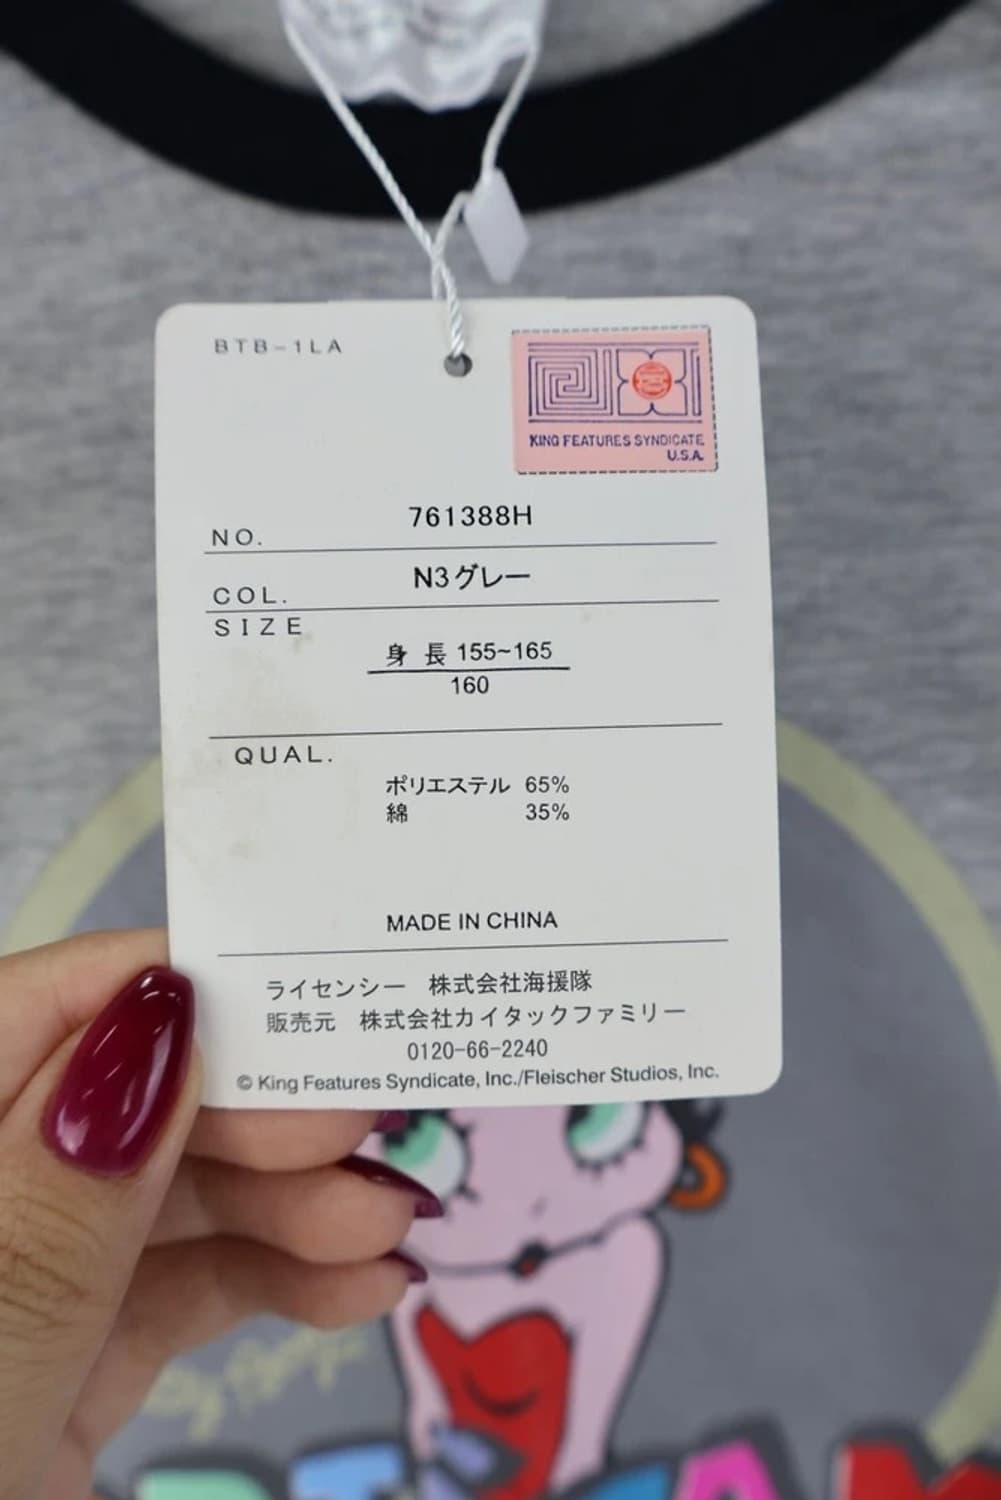 BTB-1LA
KING FEATURES SYNDICATE
U.S.A.
NO. 761388H
COL. N3グレー
SIZE
身 長 155~165
160
QUAL.
ポリエステル 65%
綿 35%
MADE IN CHINA
ライセンシー 株式会社海援隊
販売元 株式会社カイタックファミリー
0120-66-2240
© King Features Syndicate, Inc./Fleischer Studios, Inc.